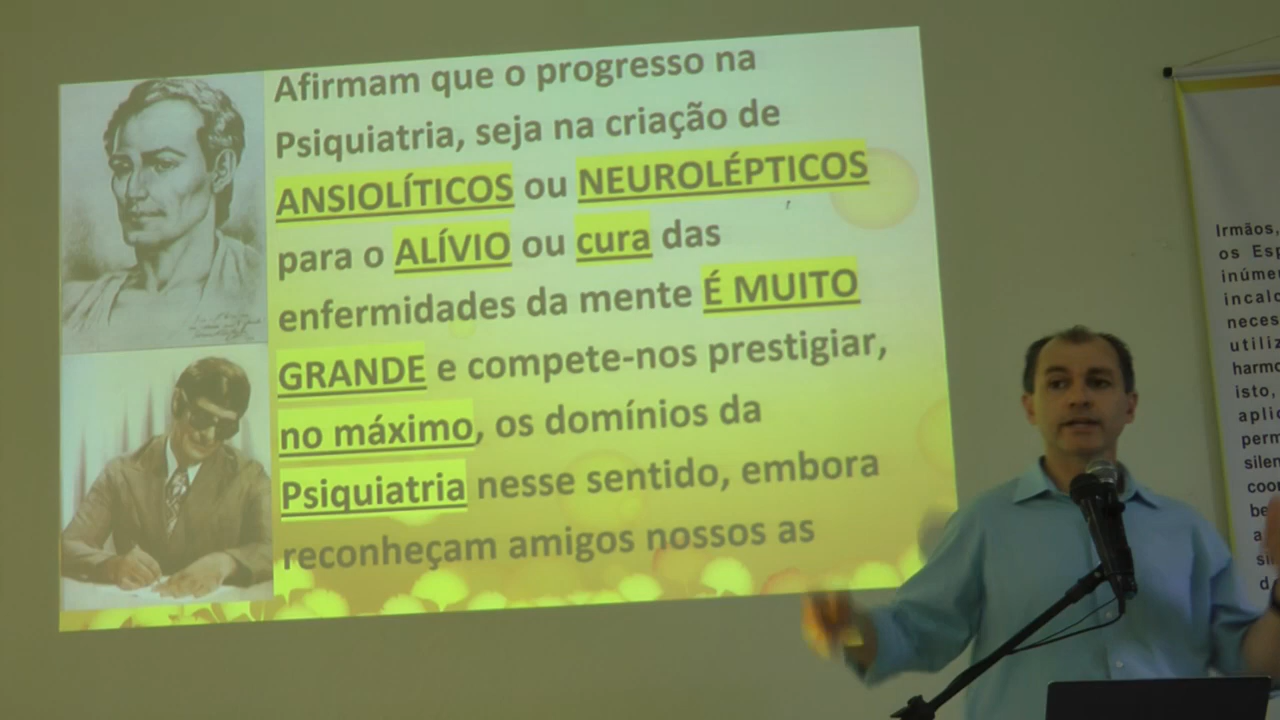 Afirmam que o progresso na
Psiquiatria, seja na criação de
ANSIOLÍTICOS ou NEUROLÉPTICOS
para o ALÍVIO ou cura das
enfermidades da mente É MUITO
GRANDE e compete-nos prestigiar,
no máximo, os domínios da
Psiquiatria nesse sentido, embora
reconheçam amigos nossos as
Irmãos,
os Esp
inúme
incalc
neces
utiliz
harmo
isto,
aplic
perm
silen
coor
be
a
si
d